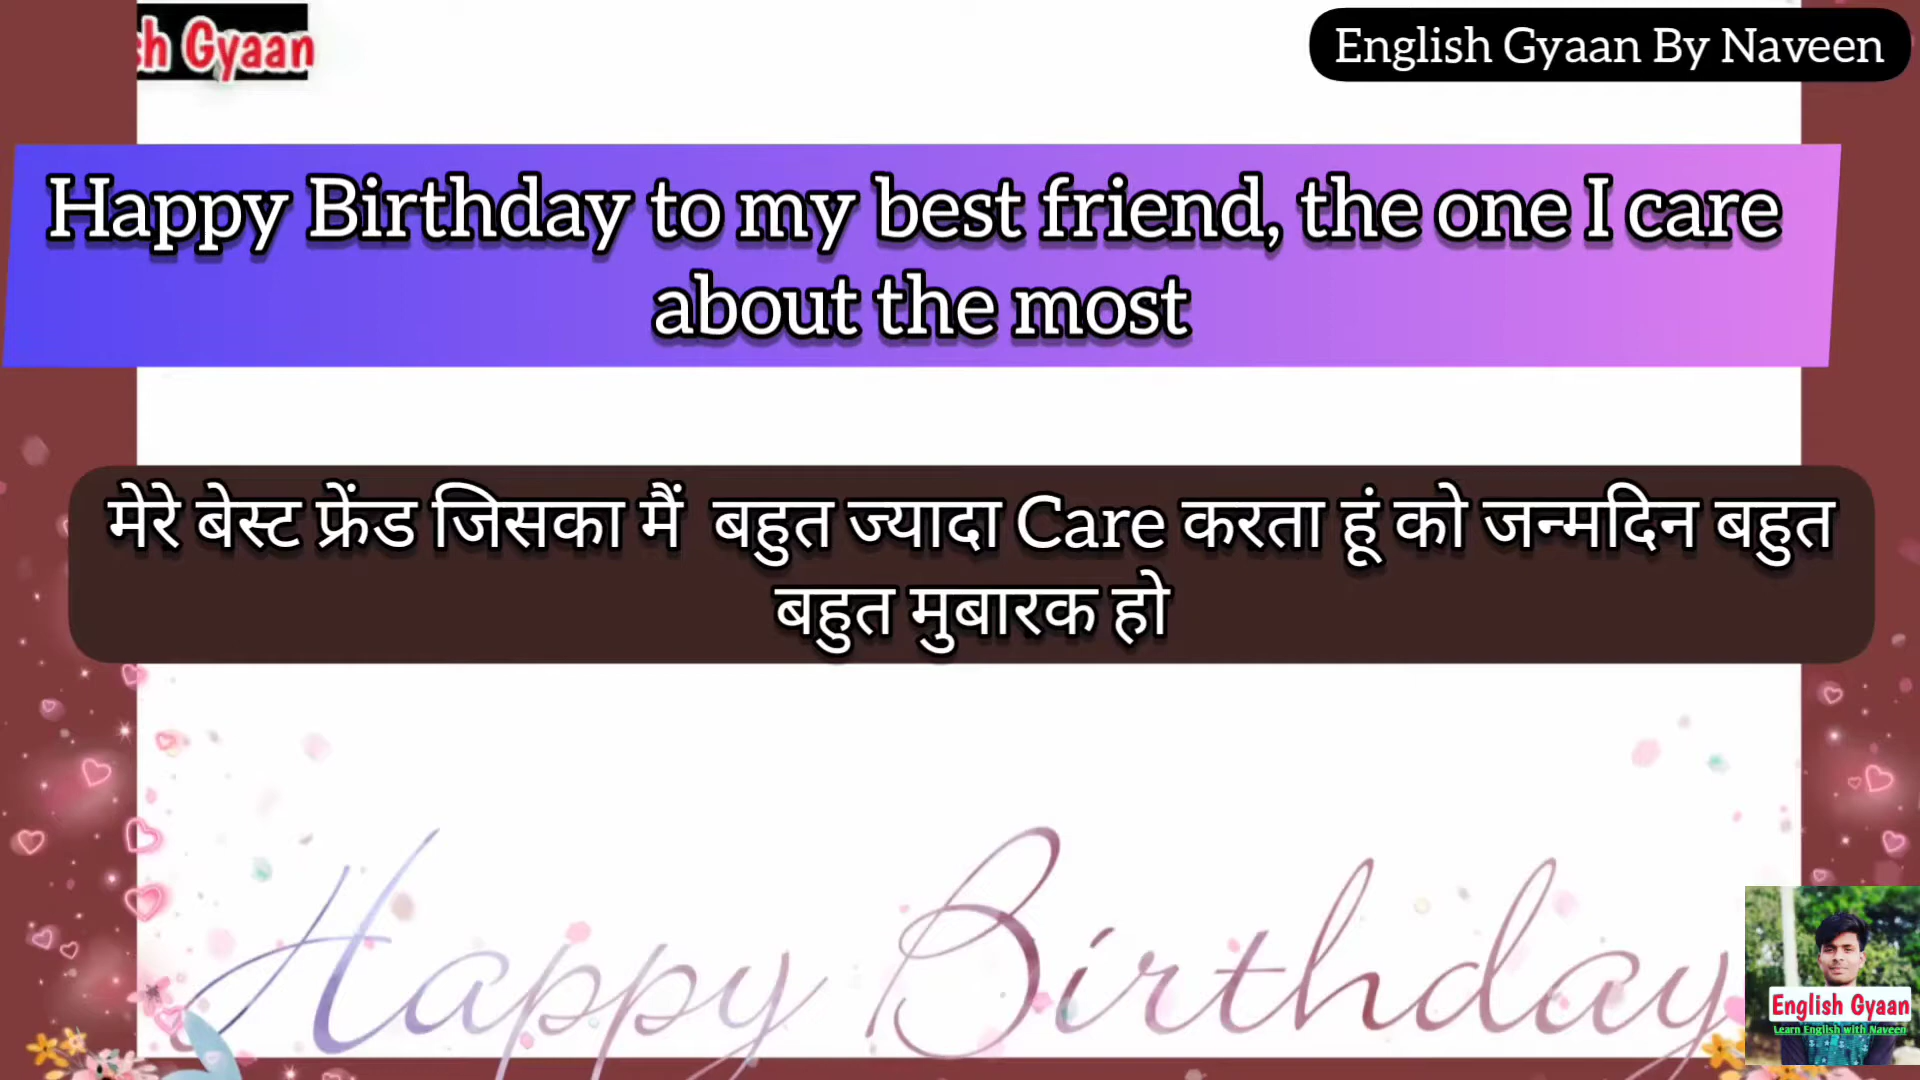 sh Gyaan
English Gyaan By Naveen
Happy Birthday to my best friend, the one I care
about the most
मेरे बेस्ट फ्रेंड जिसका मैं  बहुत ज्यादा Care करता हूं को जन्मदिन बहुत
बहुत मुबारक हो
Happy Birthday
English Gyaan
Learn English with Naveen